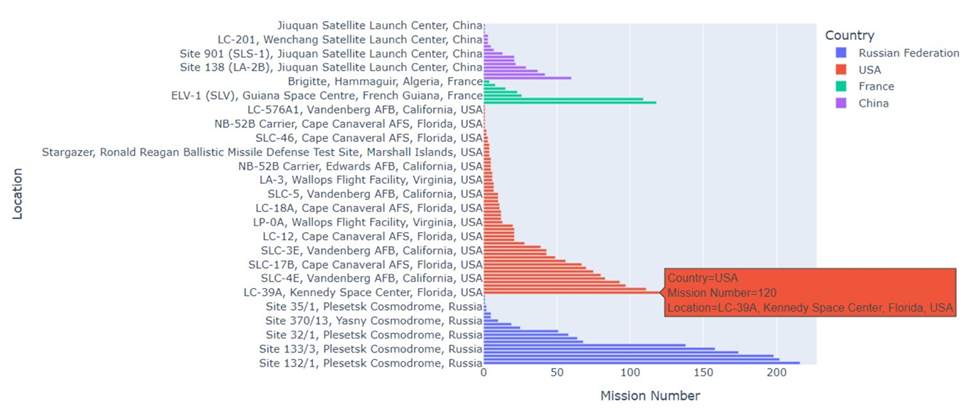 Jiuquan Satellite Launch Center, China
LC-201, Wenchang Satellite Launch Center, China
Site 901 (SLS-1), Jiuquan Satellite Launch Center, China
Site 138 (LA-2B), Jiuquan Satellite Launch Center, China
Brigitte, Hammaguir, Algeria, France
ELV-1 (SLV), Guiana Space Centre, French Guiana, France
LC-576A1, Vandenberg AFB, California, USA
NB-52B Carrier, Cape Canaveral AFS, Florida, USA
SLC-46, Cape Canaveral AFS, Florida, USA
Stargazer, Ronald Reagan Ballistic Missile Defense Test Site, Marshall Islands, USA
NB-52B Carrier, Edwards AFB, California, USA
LA-3, Wallops Flight Facility, Virginia, USA
SLC-5, Vandenberg AFB, California, USA
LC-18A, Cape Canaveral AFS, Florida, USA
LP-0A, Wallops Flight Facility, Virginia, USA
LC-12, Cape Canaveral AFS, Florida, USA
SLC-3E, Vandenberg AFB, California, USA
SLC-17B, Cape Canaveral AFS, Florida, USA
SLC-4E, Vandenberg AFB, California, USA
LC-39A, Kennedy Space Center, Florida, USA
Site 35/1, Plesetsk Cosmodrome, Russia
Site 370/13, Yasny Cosmodrome, Russia
Site 32/1, Plesetsk Cosmodrome, Russia
Site 133/3, Plesetsk Cosmodrome, Russia
Site 132/1, Plesetsk Cosmodrome, Russia
Location
0 50 100 150 200
Mission Number
Country
Russian Federation
USA
France
China
Country=USA
Mission Number=120
Location=LC-39A, Kennedy Space Center, Florida, USA